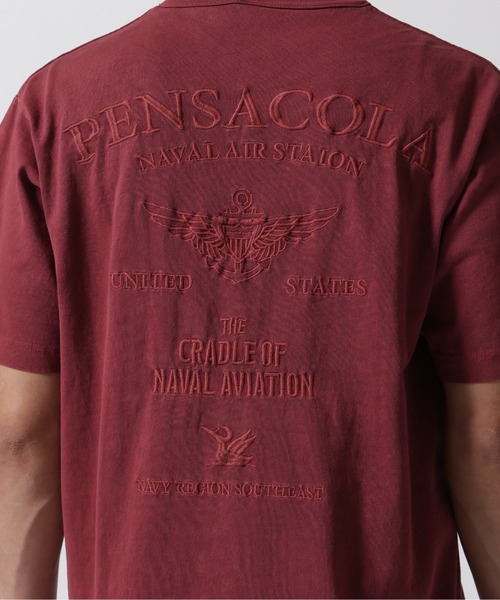 PENSACOLA
NAVAL AIR STAION
UNITED STATES
THE
CRADLE OF
NAVAL AVIATION
NAVY REGION SOUTHEAST